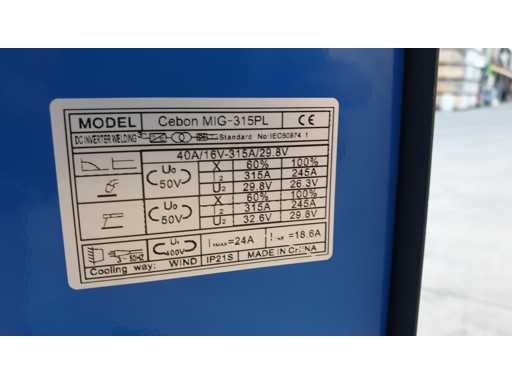 MODEL Cebon MIG-315PL CE
DC INVERTER WELDING Standard No:IEC60974 1
40A/16V-315A/29.8V
U0 50V X 60% 100%
I2 315A 245A
U2 29.8V 26.3V
U0 50V X 60% 100%
I2 315A 245A
U2 32.6V 29.8V
3~50HZ U1 400V I1MAX=24A I1eff=18.6A
Cooling way: WIND IP21S MADE IN CHINA